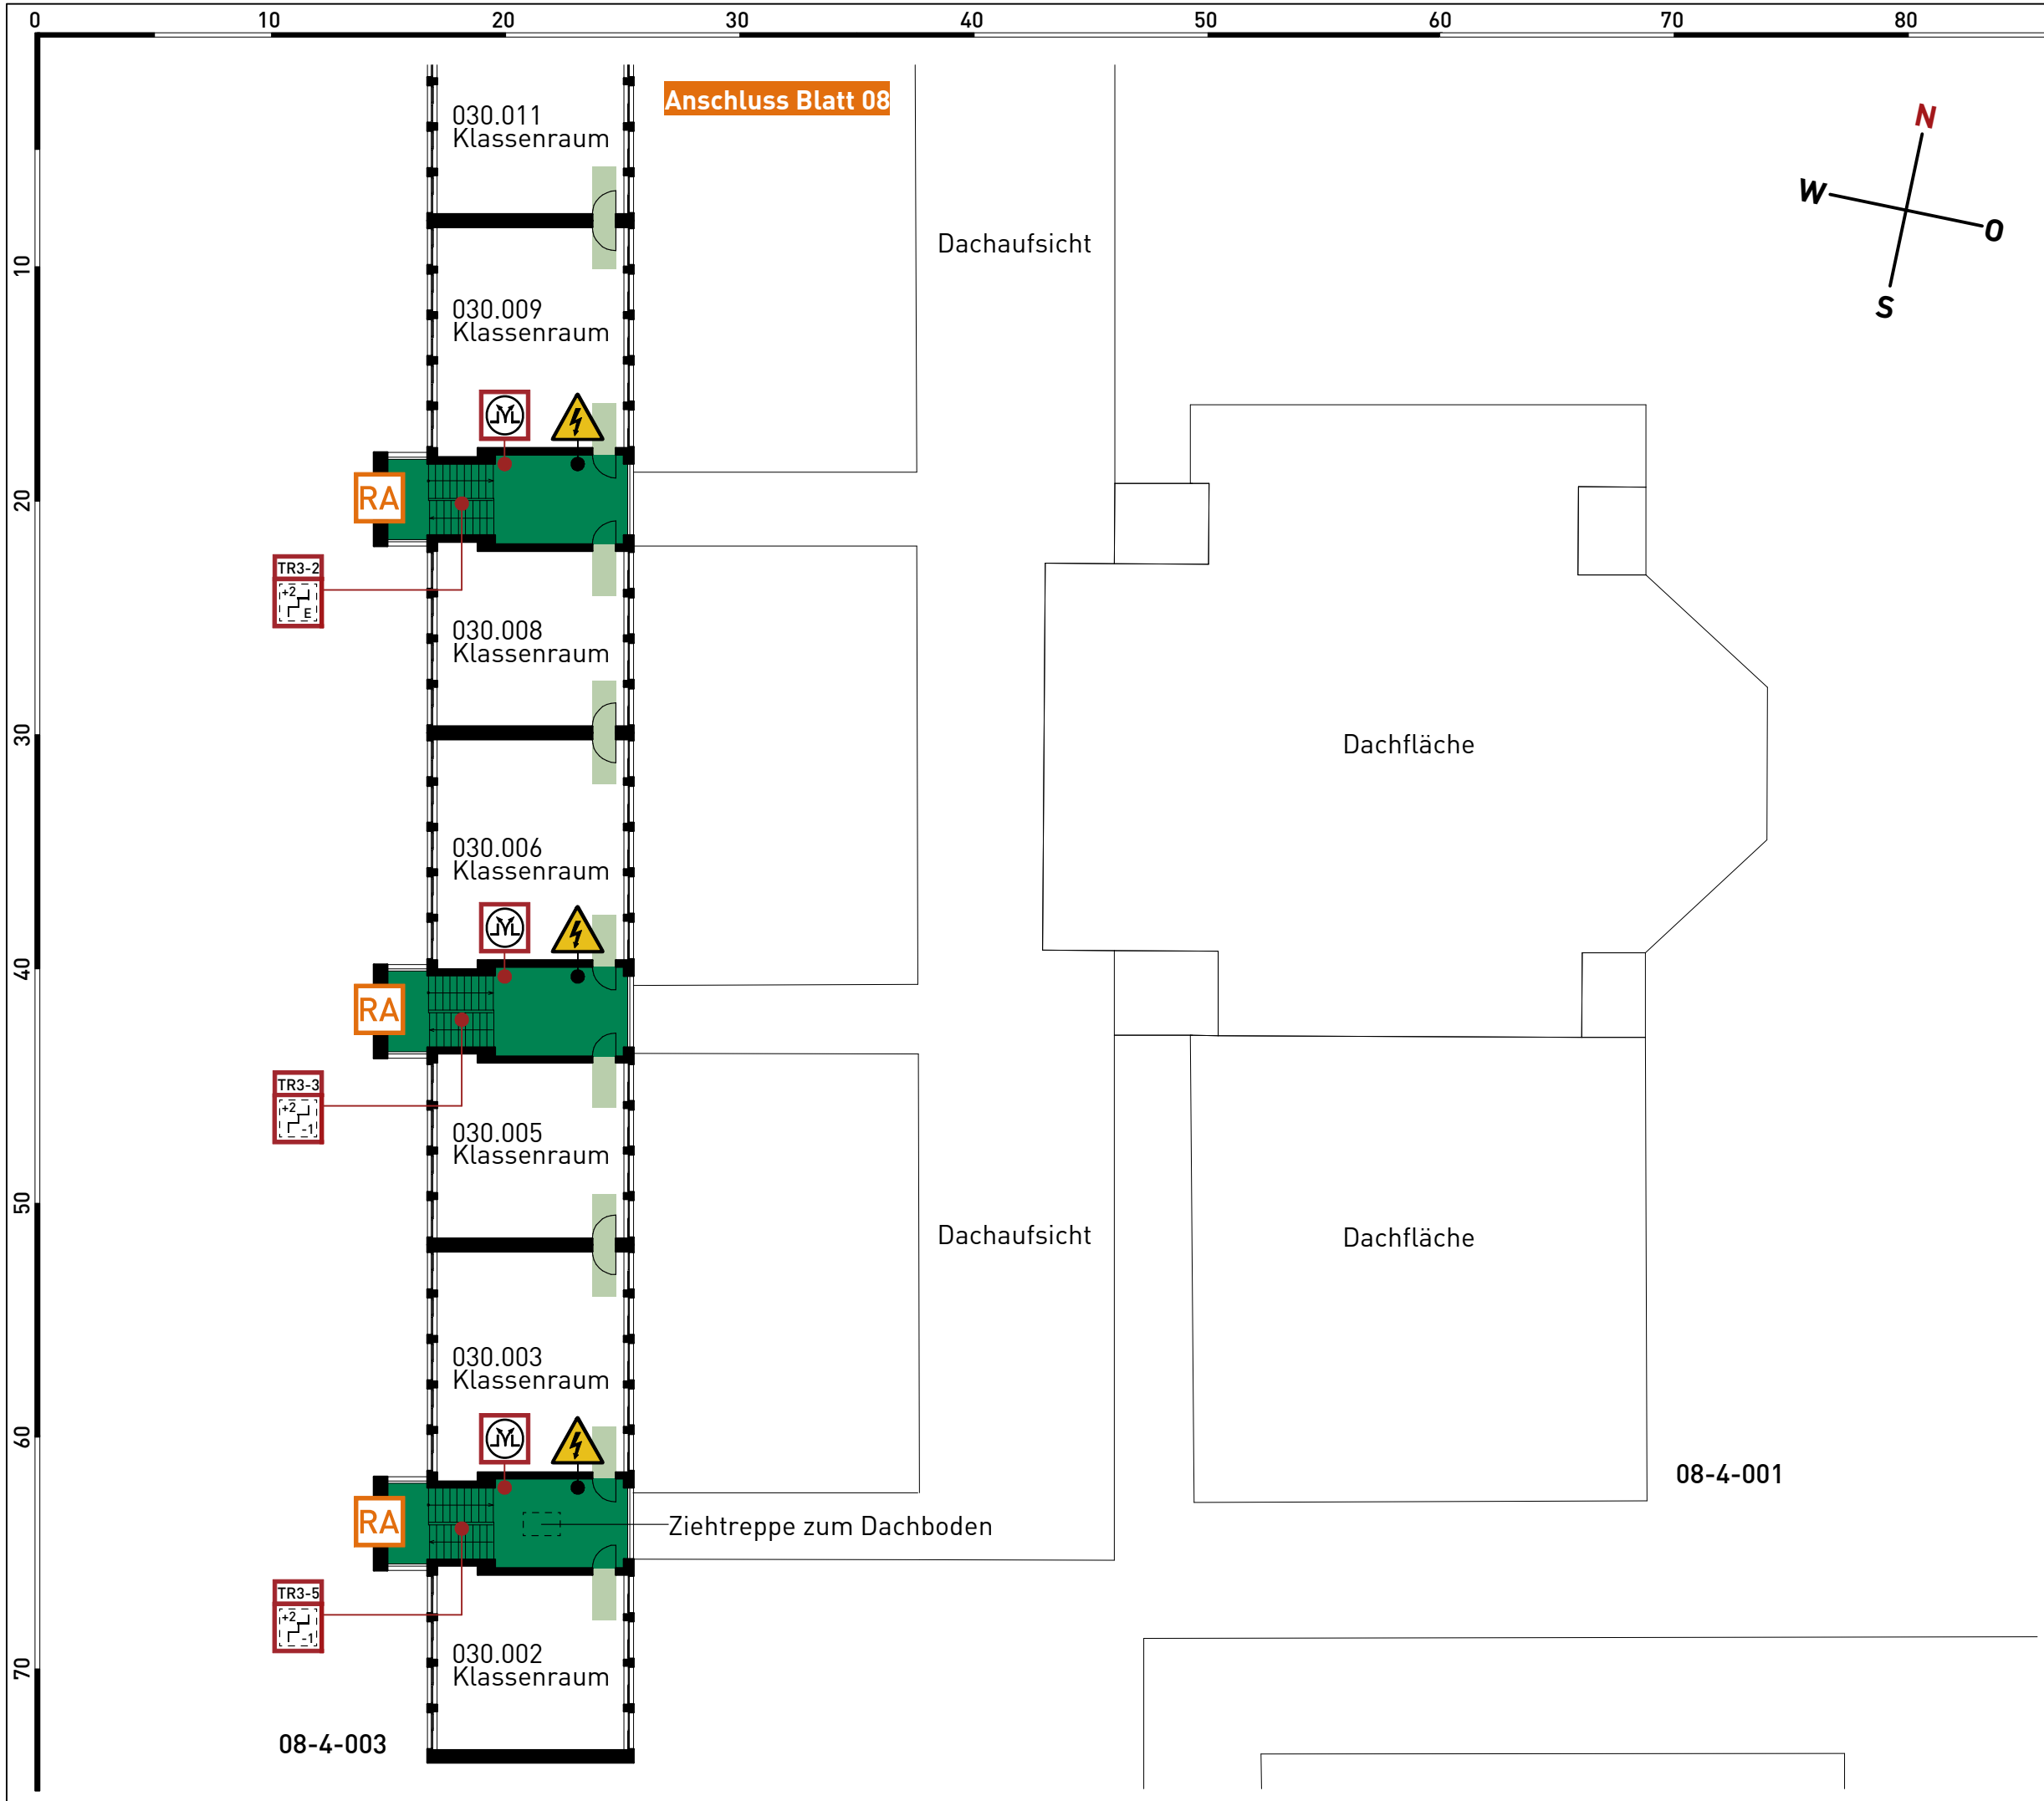 0 10 20 30 40 50 60 70 80
Anschluss Blatt 08
030.011
Klassenraum
N
W
O
S
Dachaufsicht
10
030.009
Klassenraum
RA
20
TR3-2
+2
E
030.008
Klassenraum
30
Dachfläche
030.006
Klassenraum
40
RA
TR3-3
+2
-1
030.005
Klassenraum
50
Dachaufsicht
Dachfläche
030.003
Klassenraum
60
08-4-001
RA
Ziehtreppe zum Dachboden
TR3-5
+2
-1
030.002
Klassenraum
70
08-4-003